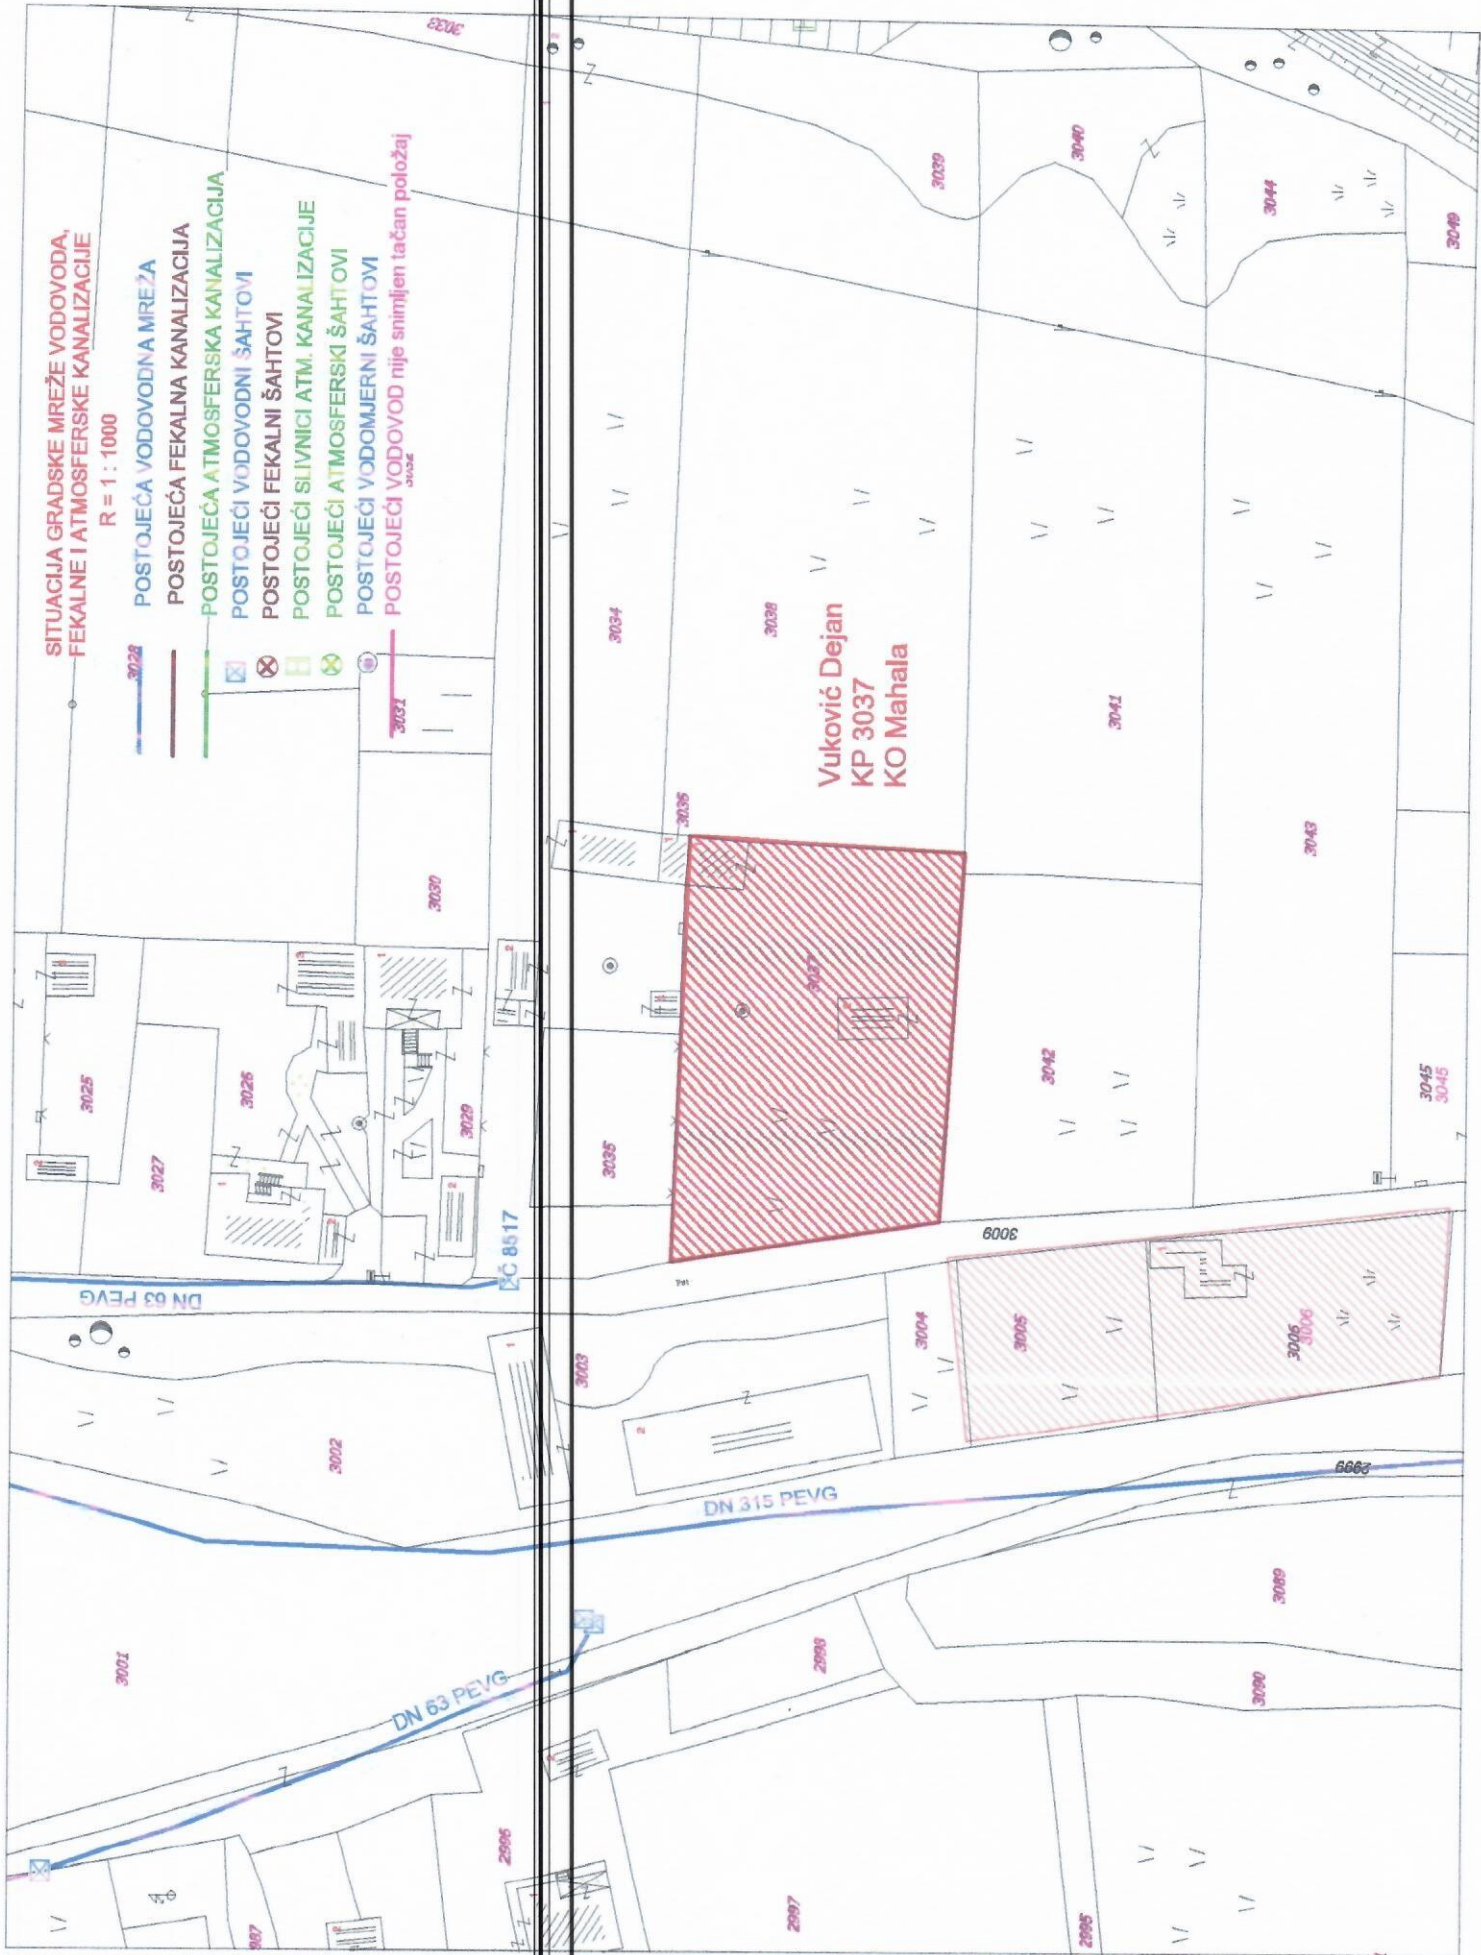 SITUACIJA GRADSKE MREŽE VODOVODA,
FEKALNE I ATMOSFERSKE KANALIZACIJE
R = 1 : 1000
POSTOJEĆA VODOVODNA MREŽA
POSTOJEĆA FEKALNA KANALIZACIJA
POSTOJEĆA ATMOSFERSKA KANALIZACIJA
POSTOJEĆI VODOVODNI ŠAHTOVI
POSTOJEĆI FEKALNI ŠAHTOVI
POSTOJEĆI SLIVNICI ATM. KANALIZACIJE
POSTOJEĆI ATMOSFERSKI ŠAHTOVI
POSTOJEĆI VODOMJERNI ŠAHTOVI
POSTOJEĆI VODOVOD nije snimljen tačan položaj
3028
3031
3033
3030
3025
3026
3027
3029
Č 8517
DN 63 PEVG
3034
3036
3038
Vuković Dejan
KP 3037
KO Mahala
3037
3035
3039
3040
3044
3049
3041
3043
3042
3045
3045
3009
3002
3003
3004
3005
3006
3006
DN 315 PEVG
2999
3001
DN 63 PEVG
2998
3089
3090
2996
2997
2995
987